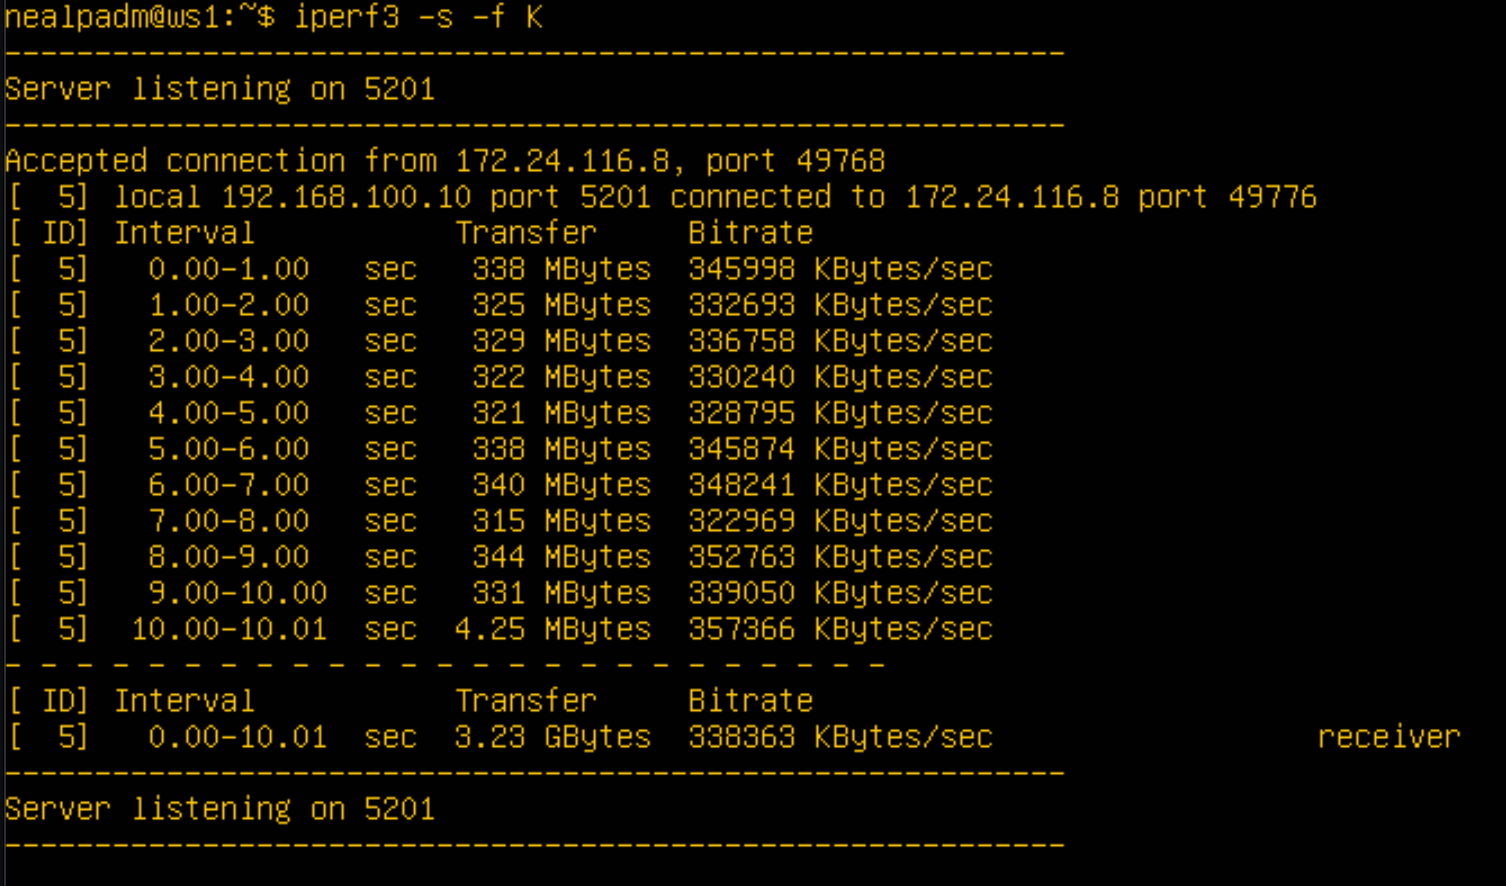 nealpadm@ws1:~$ iperf3 -s -f K
-----------------------------------------------------------
Server listening on 5201
-----------------------------------------------------------
Accepted connection from 172.24.116.8, port 49768
[  5] local 192.168.100.10 port 5201 connected to 172.24.116.8 port 49776
[ ID] Interval           Transfer     Bitrate
[  5]   0.00-1.00   sec   338 MBytes  345998 KBytes/sec
[  5]   1.00-2.00   sec   325 MBytes  332693 KBytes/sec
[  5]   2.00-3.00   sec   329 MBytes  336758 KBytes/sec
[  5]   3.00-4.00   sec   322 MBytes  330240 KBytes/sec
[  5]   4.00-5.00   sec   321 MBytes  328795 KBytes/sec
[  5]   5.00-6.00   sec   338 MBytes  345874 KBytes/sec
[  5]   6.00-7.00   sec   340 MBytes  348241 KBytes/sec
[  5]   7.00-8.00   sec   315 MBytes  322969 KBytes/sec
[  5]   8.00-9.00   sec   344 MBytes  352763 KBytes/sec
[  5]   9.00-10.00  sec   331 MBytes  339050 KBytes/sec
[  5]  10.00-10.01  sec  4.25 MBytes  357366 KBytes/sec
- - - - - - - - - - - - - - - - - - - - - - - - -
[ ID] Interval           Transfer     Bitrate
[  5]   0.00-10.01  sec  3.23 GBytes  338363 KBytes/sec                  receiver
-----------------------------------------------------------
Server listening on 5201
-----------------------------------------------------------